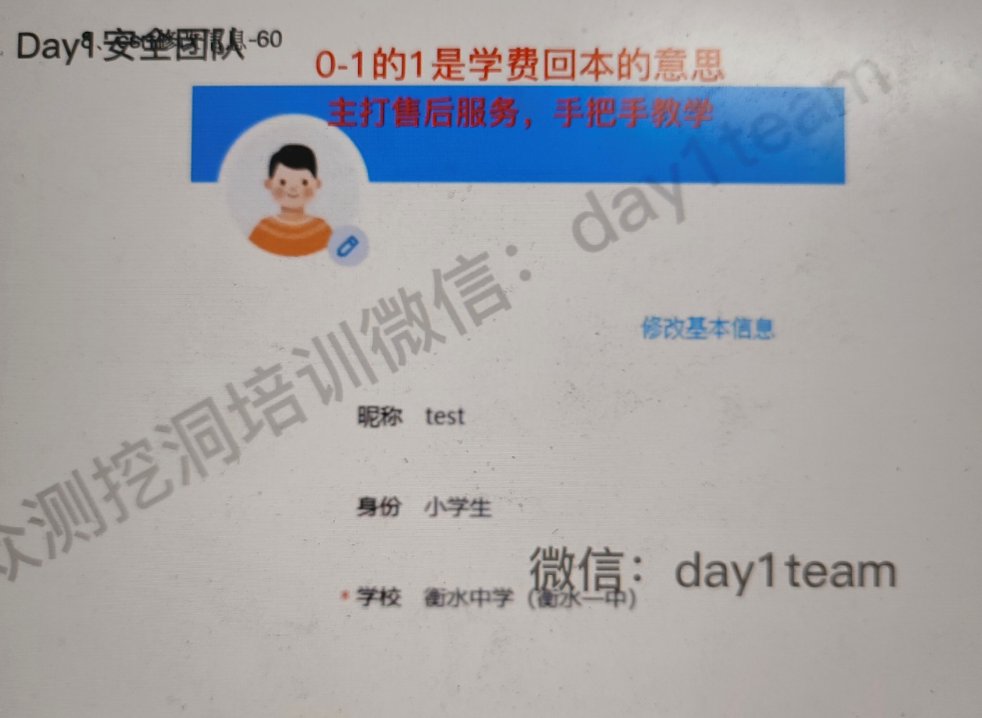 Day1安全团队
-60
0-1的1是学费回本的意思
主打售后服务，手把手教学
修改基本信息
昵称 test
身份 小学生
微信：day1team
* 学校 衡水中学（衡水一中）
众测挖洞培训微信：day1team